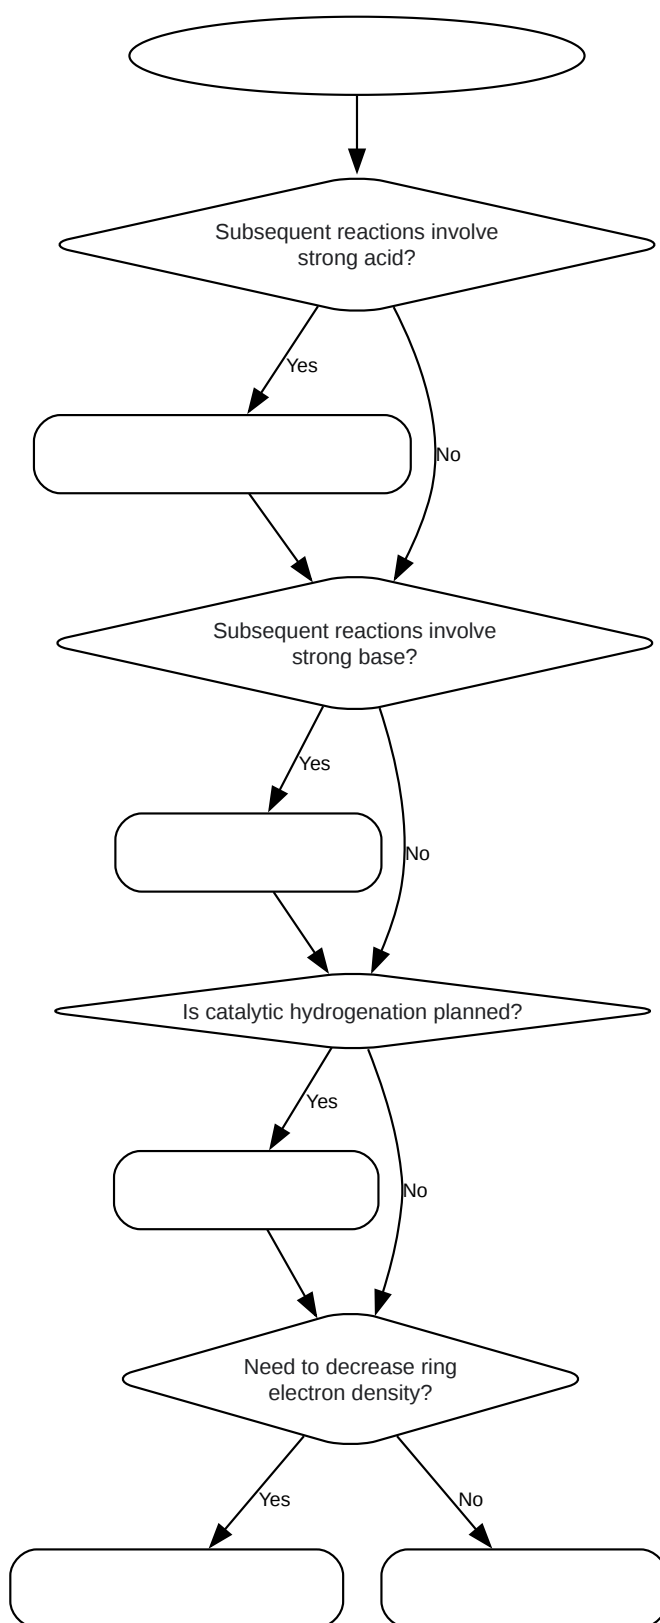 Subsequent reactions involve
strong acid?
Yes
No
Subsequent reactions involve
strong base?
Yes
No
Is catalytic hydrogenation planned?
Yes
No
Need to decrease ring
electron density?
Yes
No